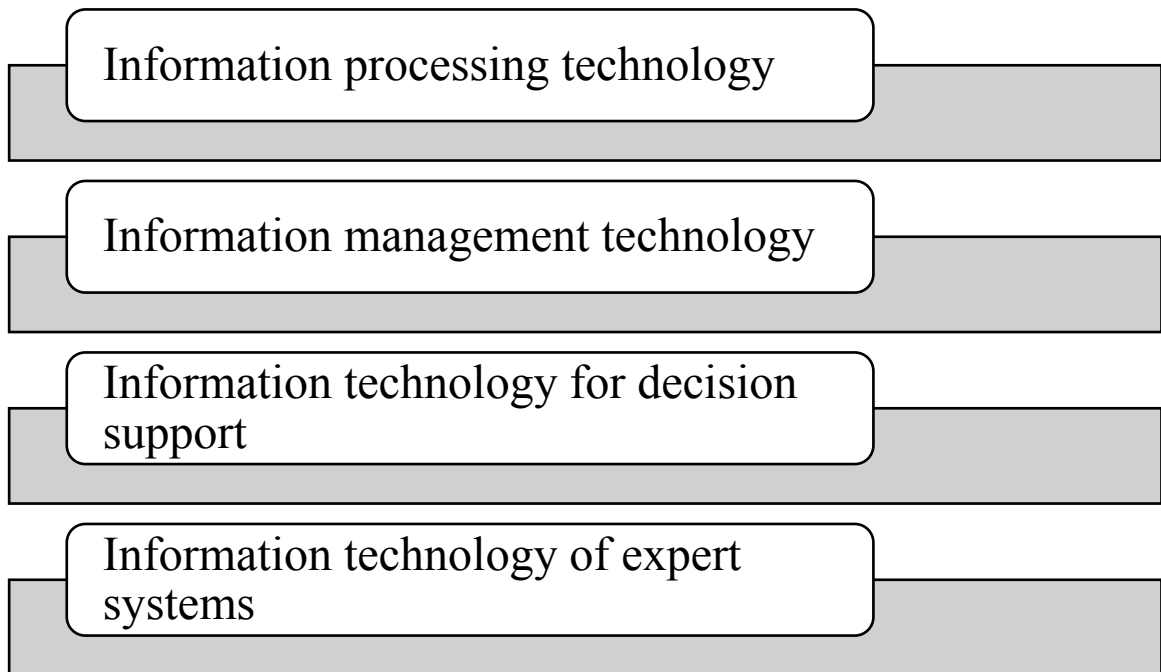 Information processing technology
Information management technology
Information technology for decision
support
Information technology of expert
systems